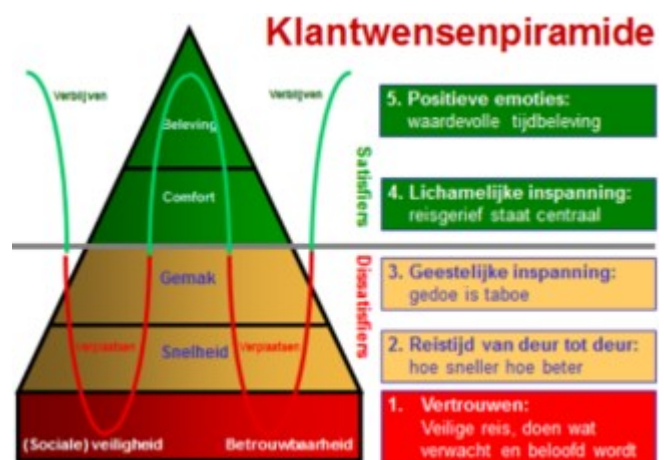 Klantwensenpiramide
Verblijven
Verblijven
Beleving
Comfort
Gemak
Verplaatsen
Snelheid
Verplaatsen
(Sociale) veiligheid
Betrouwbaarheid
Satisfiers
Dissatisfiers
5. Positieve emoties:
waardevolle tijdbeleving
4. Lichamelijke inspanning:
reisgerief staat centraal
3. Geestelijke inspanning:
gedoe is taboe
2. Reistijd van deur tot deur:
hoe sneller hoe beter
1. Vertrouwen:
Veilige reis, doen wat
verwacht en beloofd wordt